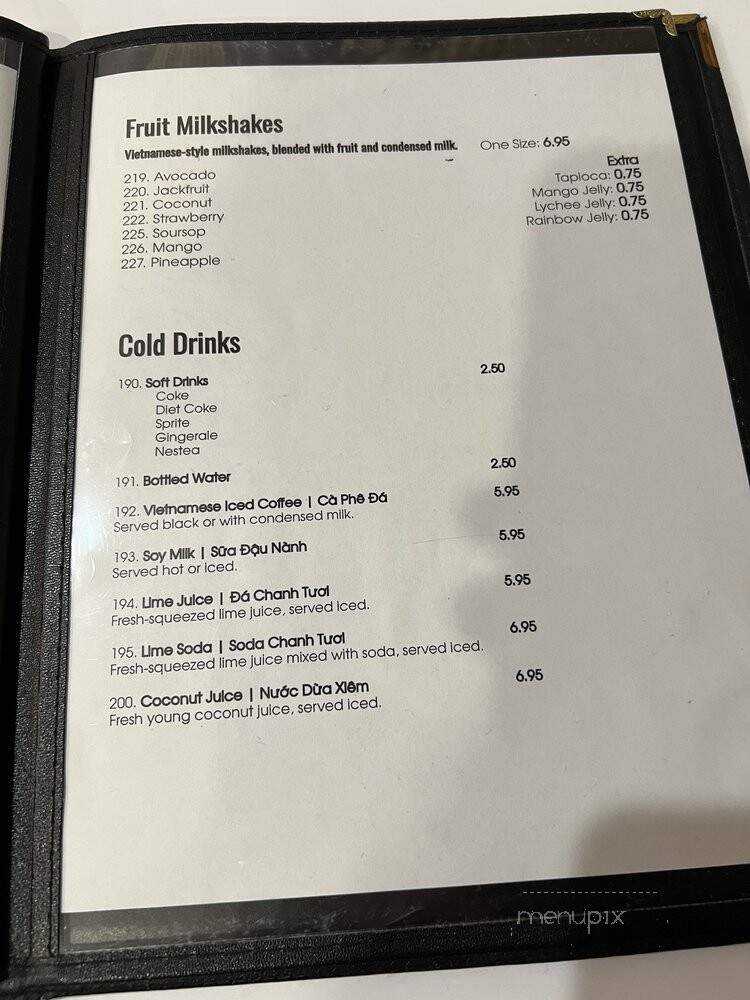 Fruit Milkshakes
Vietnamese-style milkshakes, blended with fruit and condensed milk. One Size: 6.95
Extra
Tapioca: 0.75
Mango Jelly: 0.75
Lychee Jelly: 0.75
Rainbow Jelly: 0.75
219. Avocado
220. Jackfruit
221. Coconut
222. Strawberry
225. Soursop
226. Mango
227. Pineapple
Cold Drinks
190. Soft Drinks 2.50
Coke
Diet Coke
Sprite
Gingerale
Nestea
191. Bottled Water 2.50
192. Vietnamese Iced Coffee | Cà Phê Đá 5.95
Served black or with condensed milk.
193. Soy Milk | Sữa Đậu Nành 5.95
Served hot or iced.
194. Lime Juice | Đá Chanh Tươi 5.95
Fresh-squeezed lime juice, served iced.
195. Lime Soda | Soda Chanh Tươi 6.95
Fresh-squeezed lime juice mixed with soda, served iced.
200. Coconut Juice | Nước Dừa Xiêm 6.95
Fresh young coconut juice, served iced.
menupix